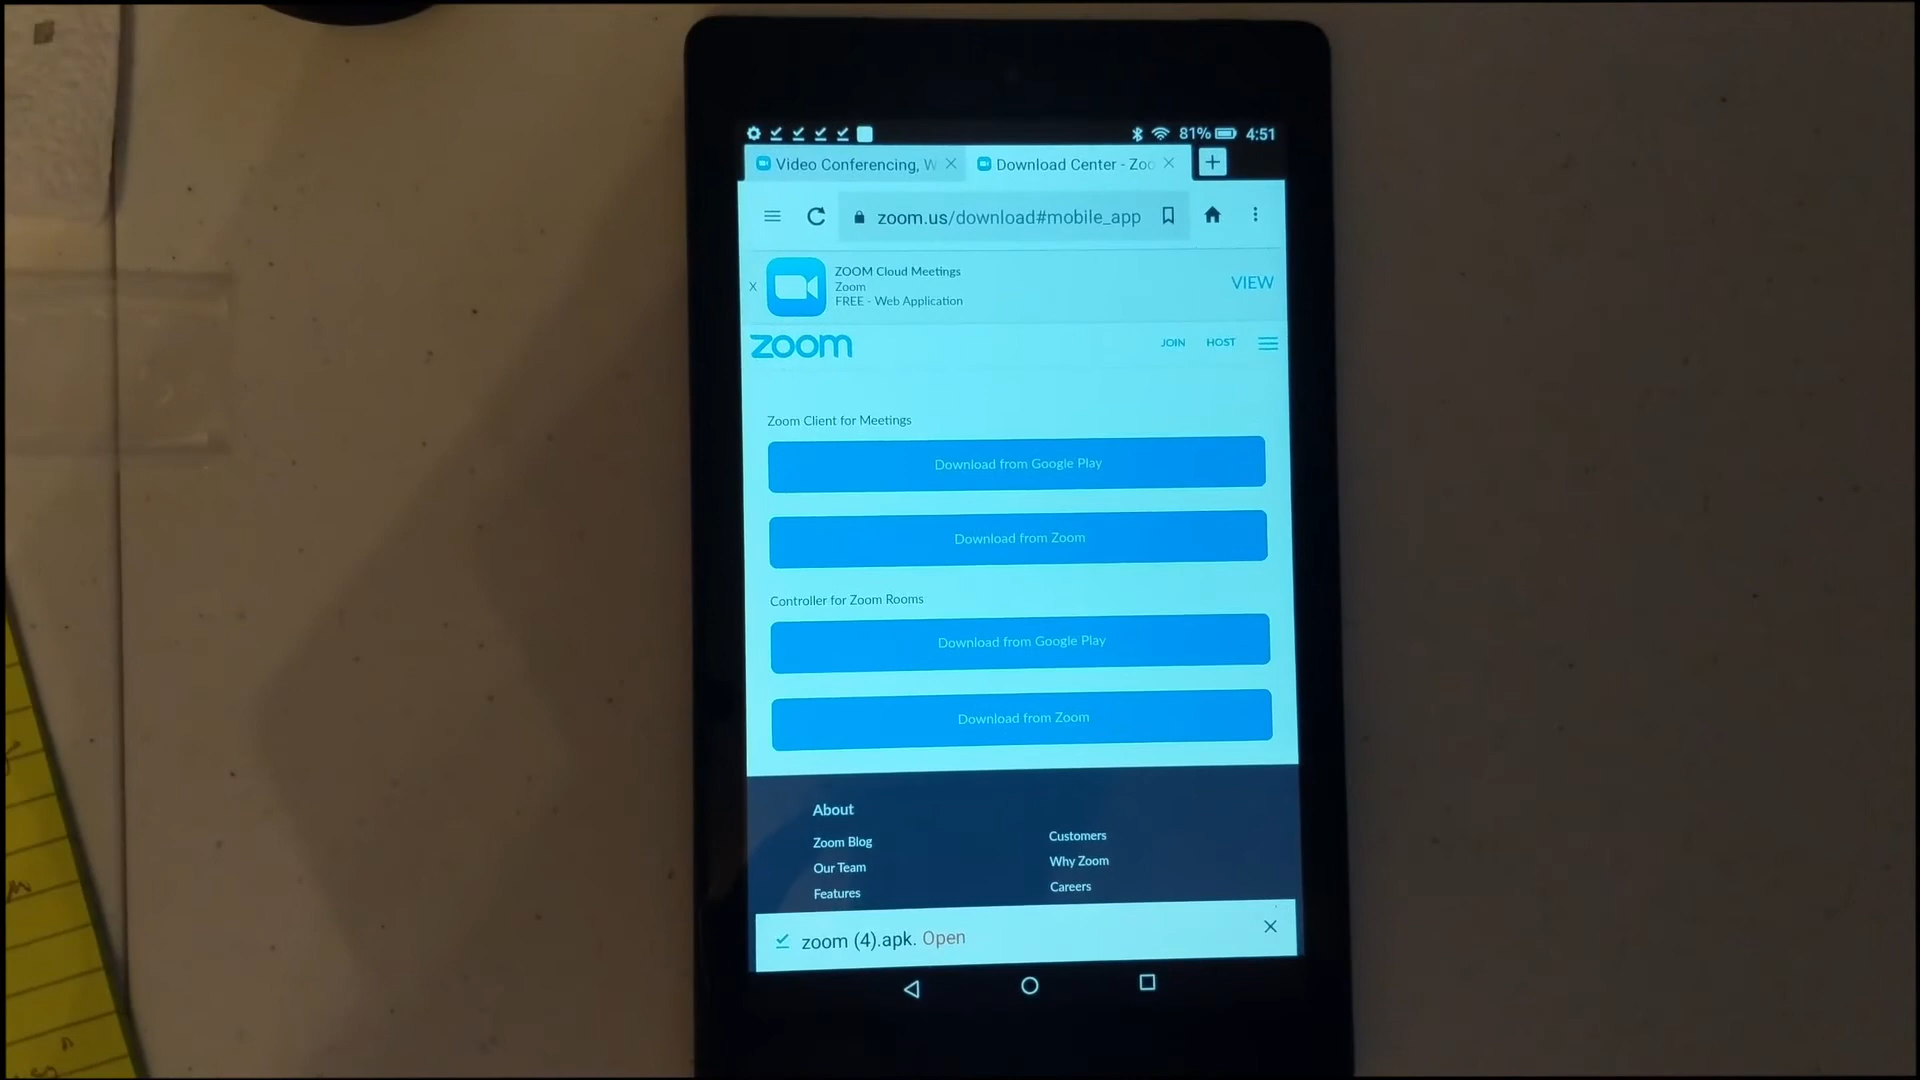 81% 4:51
Video Conferencing, W
Download Center - Zoo
zoom.us/download#mobile_app
X
ZOOM Cloud Meetings
Zoom
FREE - Web Application
VIEW
zoom
JOIN HOST
Zoom Client for Meetings
Download from Google Play
Download from Zoom
Controller for Zoom Rooms
Download from Google Play
Download from Zoom
About
Zoom Blog
Customers
Our Team
Why Zoom
Features
Careers
zoom (4).apk. Open